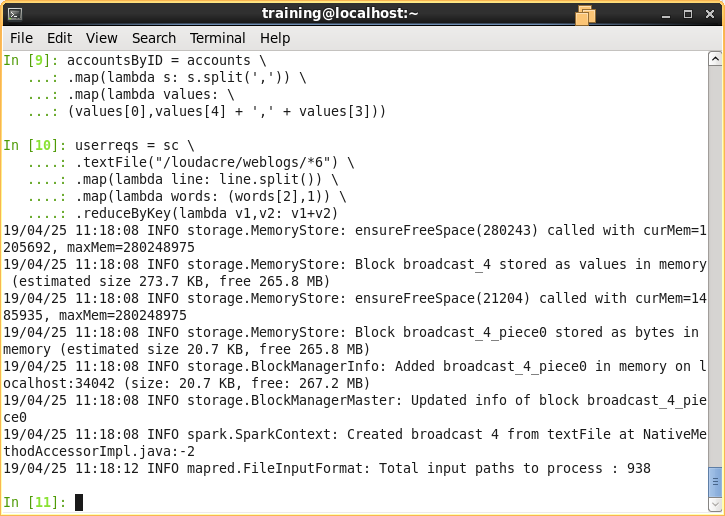 training@localhost:~
File Edit View Search Terminal Help
In [9]: accountsByID = accounts \
   ...: .map(lambda s: s.split(',')) \
   ...: .map(lambda values: \
   ...: (values[0],values[4] + ',' + values[3]))
In [10]: userreqs = sc \
   ....: .textFile("/loudacre/weblogs/*6") \
   ....: .map(lambda line: line.split()) \
   ....: .map(lambda words: (words[2],1)) \
   ....: .reduceByKey(lambda v1,v2: v1+v2)
19/04/25 11:18:08 INFO storage.MemoryStore: ensureFreeSpace(280243) called with curMem=1
205692, maxMem=280248975
19/04/25 11:18:08 INFO storage.MemoryStore: Block broadcast_4 stored as values in memory
 (estimated size 273.7 KB, free 265.8 MB)
19/04/25 11:18:08 INFO storage.MemoryStore: ensureFreeSpace(21204) called with curMem=14
85935, maxMem=280248975
19/04/25 11:18:08 INFO storage.MemoryStore: Block broadcast_4_piece0 stored as bytes in
memory (estimated size 20.7 KB, free 265.8 MB)
19/04/25 11:18:08 INFO storage.BlockManagerInfo: Added broadcast_4_piece0 in memory on l
ocalhost:34042 (size: 20.7 KB, free: 267.2 MB)
19/04/25 11:18:08 INFO storage.BlockManagerMaster: Updated info of block broadcast_4_pie
ce0
19/04/25 11:18:08 INFO spark.SparkContext: Created broadcast 4 from textFile at NativeMe
thodAccessorImpl.java:-2
19/04/25 11:18:12 INFO mapred.FileInputFormat: Total input paths to process : 938
In [11]: